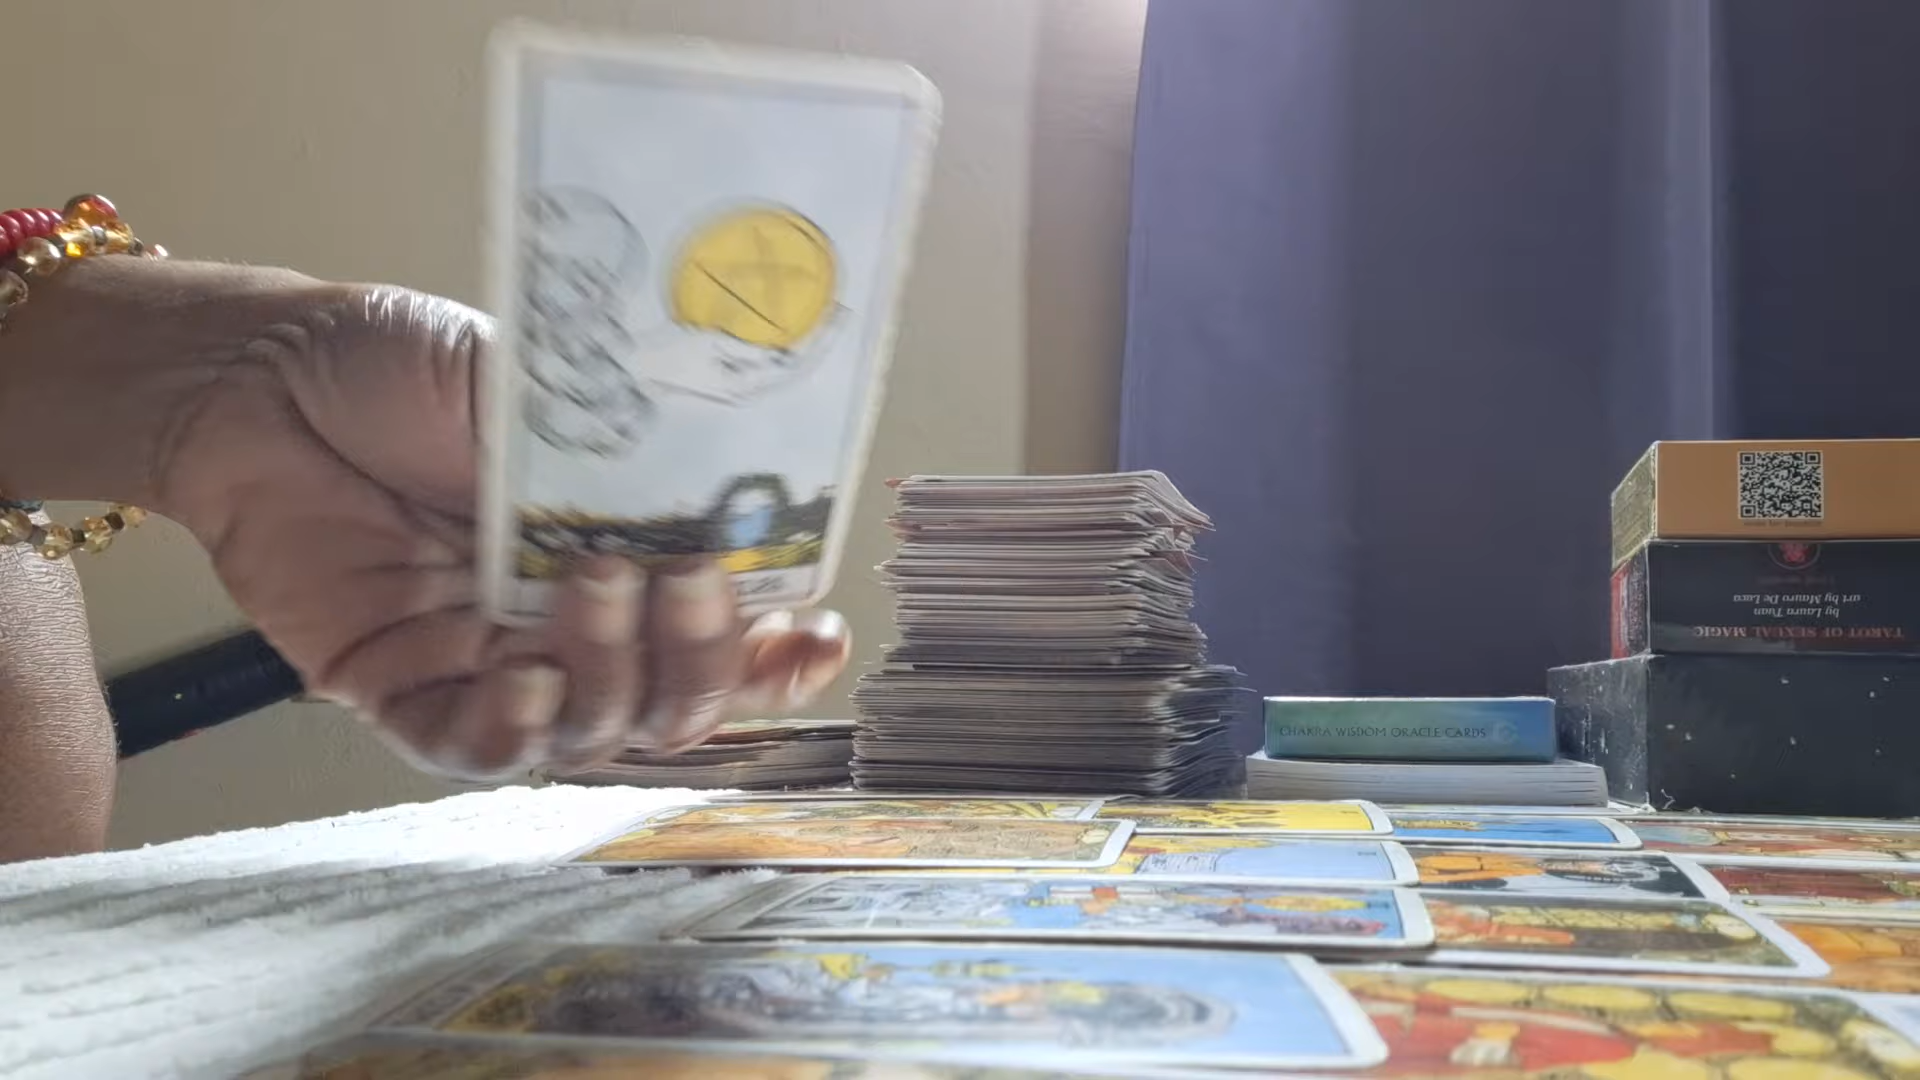 CHAKRA WISDOM ORACLE CARDS
TAROT OF SEXUAL MAGIC
by Laura Tuan
art by Mauro De Luca